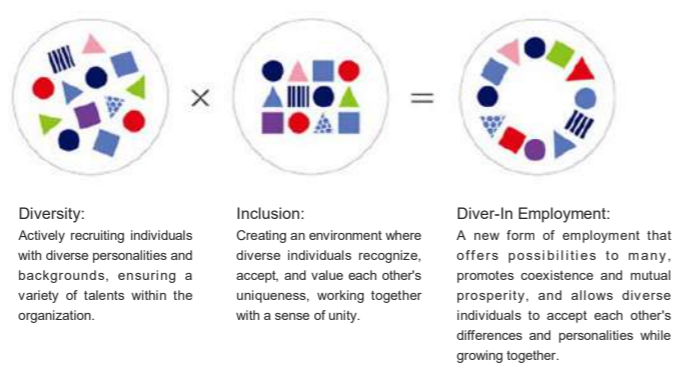 ×
=
Diversity:
Actively recruiting individuals
with diverse personalities and
backgrounds, ensuring a
variety of talents within the
organization.
Inclusion:
Creating an environment where
diverse individuals recognize,
accept, and value each other's
uniqueness, working together
with a sense of unity.
Diver-In Employment:
A new form of employment that
offers possibilities to many,
promotes coexistence and mutual
prosperity, and allows diverse
individuals to accept each other's
differences and personalities while
growing together.